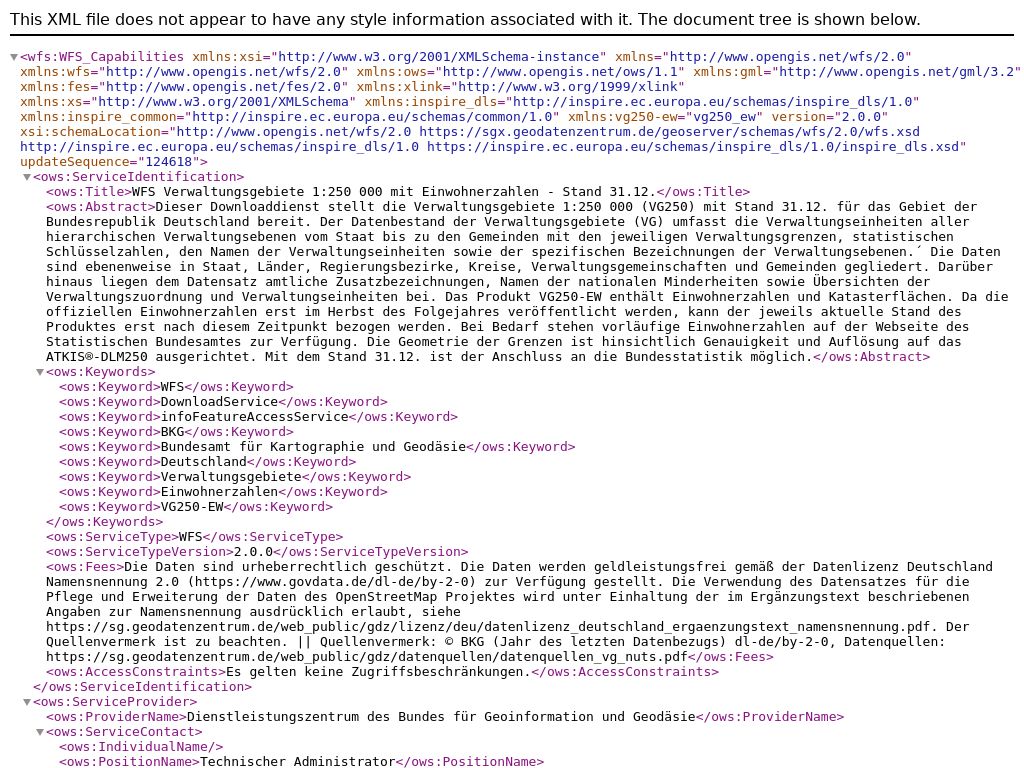 This XML file does not appear to have any style information associated with it. The document tree is shown below.
<wfs:WFS_Capabilities xmlns:xsi="http://www.w3.org/2001/XMLSchema-instance" xmlns="http://www.opengis.net/wfs/2.0"
xmlns:wfs="http://www.opengis.net/wfs/2.0" xmlns:ows="http://www.opengis.net/ows/1.1" xmlns:gml="http://www.opengis.net/gml/3.2"
xmlns:fes="http://www.opengis.net/fes/2.0" xmlns:xlink="http://www.w3.org/1999/xlink"
xmlns:xs="http://www.w3.org/2001/XMLSchema" xmlns:inspire_dls="http://inspire.ec.europa.eu/schemas/inspire_dls/1.0"
xmlns:inspire_common="http://inspire.ec.europa.eu/schemas/common/1.0" xmlns:vg250-ew="vg250_ew" version="2.0.0"
xsi:schemaLocation="http://www.opengis.net/wfs/2.0 https://sgx.geodatenzentrum.de/geoserver/schemas/wfs/2.0/wfs.xsd
http://inspire.ec.europa.eu/schemas/inspire_dls/1.0 https://inspire.ec.europa.eu/schemas/inspire_dls/1.0/inspire_dls.xsd"
updateSequence="124618">
<ows:ServiceIdentification>
<ows:Title>WFS Verwaltungsgebiete 1:250 000 mit Einwohnerzahlen - Stand 31.12.</ows:Title>
<ows:Abstract>Dieser Downloaddienst stellt die Verwaltungsgebiete 1:250 000 (VG250) mit Stand 31.12. für das Gebiet der
Bundesrepublik Deutschland bereit. Der Datenbestand der Verwaltungsgebiete (VG) umfasst die Verwaltungseinheiten aller
hierarchischen Verwaltungsebenen vom Staat bis zu den Gemeinden mit den jeweiligen Verwaltungsgrenzen, statistischen
Schlüsselzahlen, den Namen der Verwaltungseinheiten sowie der spezifischen Bezeichnungen der Verwaltungsebenen.´ Die Daten
sind ebenenweise in Staat, Länder, Regierungsbezirke, Kreise, Verwaltungsgemeinschaften und Gemeinden gegliedert. Darüber
hinaus liegen dem Datensatz amtliche Zusatzbezeichnungen, Namen der nationalen Minderheiten sowie Übersichten der
Verwaltungszuordnung und Verwaltungseinheiten bei. Das Produkt VG250-EW enthält Einwohnerzahlen und Katasterflächen. Da die
offiziellen Einwohnerzahlen erst im Herbst des Folgejahres veröffentlicht werden, kann der jeweils aktuelle Stand des
Produktes erst nach diesem Zeitpunkt bezogen werden. Bei Bedarf stehen vorläufige Einwohnerzahlen auf der Webseite des
Statistischen Bundesamtes zur Verfügung. Die Geometrie der Grenzen ist hinsichtlich Genauigkeit und Auflösung auf das
ATKIS®-DLM250 ausgerichtet. Mit dem Stand 31.12. ist der Anschluss an die Bundesstatistik möglich.</ows:Abstract>
<ows:Keywords>
<ows:Keyword>WFS</ows:Keyword>
<ows:Keyword>DownloadService</ows:Keyword>
<ows:Keyword>infoFeatureAccessService</ows:Keyword>
<ows:Keyword>BKG</ows:Keyword>
<ows:Keyword>Bundesamt für Kartographie und Geodäsie</ows:Keyword>
<ows:Keyword>Deutschland</ows:Keyword>
<ows:Keyword>Verwaltungsgebiete</ows:Keyword>
<ows:Keyword>Einwohnerzahlen</ows:Keyword>
<ows:Keyword>VG250-EW</ows:Keyword>
</ows:Keywords>
<ows:ServiceType>WFS</ows:ServiceType>
<ows:ServiceTypeVersion>2.0.0</ows:ServiceTypeVersion>
<ows:Fees>Die Daten sind urheberrechtlich geschützt. Die Daten werden geldleistungsfrei gemäß der Datenlizenz Deutschland
Namensnennung 2.0 (https://www.govdata.de/dl-de/by-2-0) zur Verfügung gestellt. Die Verwendung des Datensatzes für die
Pflege und Erweiterung der Daten des OpenStreetMap Projektes wird unter Einhaltung der im Ergänzungstext beschriebenen
Angaben zur Namensnennung ausdrücklich erlaubt, siehe
https://sg.geodatenzentrum.de/web_public/gdz/lizenz/deu/datenlizenz_deutschland_ergaenzungstext_namensnennung.pdf. Der
Quellenvermerk ist zu beachten. || Quellenvermerk: © BKG (Jahr des letzten Datenbezugs) dl-de/by-2-0, Datenquellen:
https://sg.geodatenzentrum.de/web_public/gdz/datenquellen/datenquellen_vg_nuts.pdf</ows:Fees>
<ows:AccessConstraints>Es gelten keine Zugriffsbeschränkungen.</ows:AccessConstraints>
</ows:ServiceIdentification>
<ows:ServiceProvider>
<ows:ProviderName>Dienstleistungszentrum des Bundes für Geoinformation und Geodäsie</ows:ProviderName>
<ows:ServiceContact>
<ows:IndividualName/>
<ows:PositionName>Technischer Administrator</ows:PositionName>